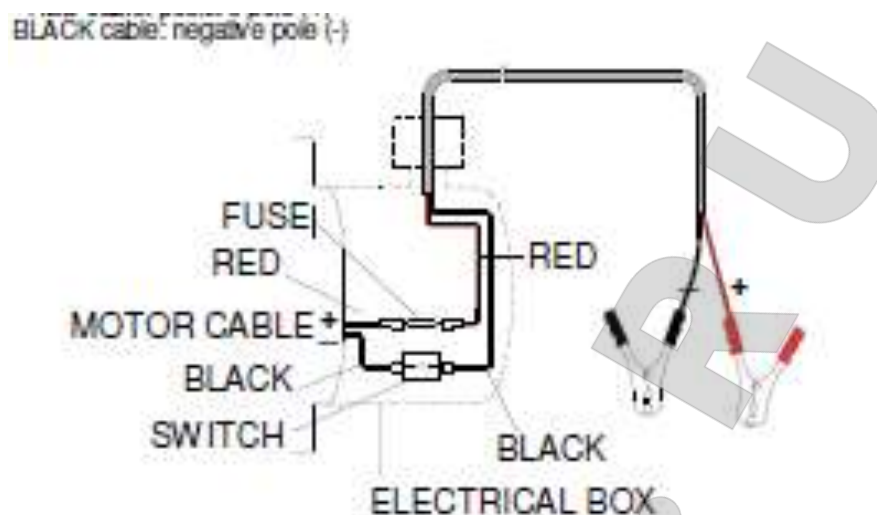 BLACK cable: negative pole (-)
FUSE
RED
RED
MOTOR CABLE +
-
- +
BLACK
SWITCH
BLACK
ELECTRICAL BOX